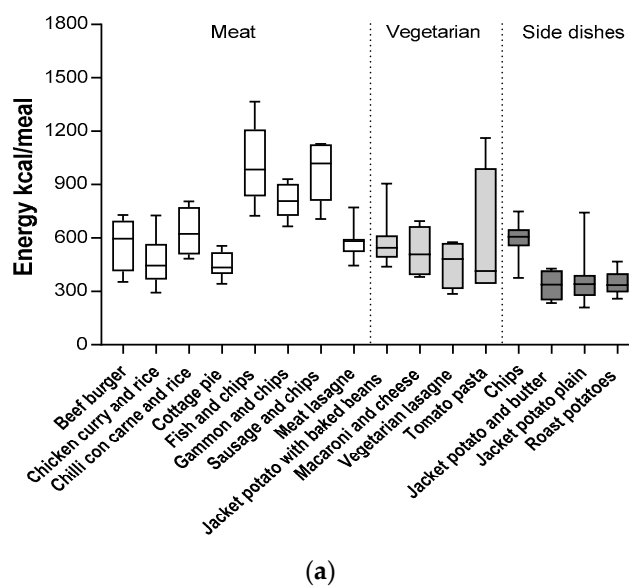 1800
1500
1200
900
600
300
0
Energy kcal/meal
Meat
Vegetarian
Side dishes
Beef burger
Chicken curry and rice
Chilli con carne and rice
Cottage pie
Fish and chips
Gammon and chips
Sausage and chips
Meat lasagne
Jacket potato with baked beans
Macaroni and cheese
Vegetarian lasagne
Tomato pasta
Chips
Jacket potato and butter
Jacket potato plain
Roast potatoes
(a)